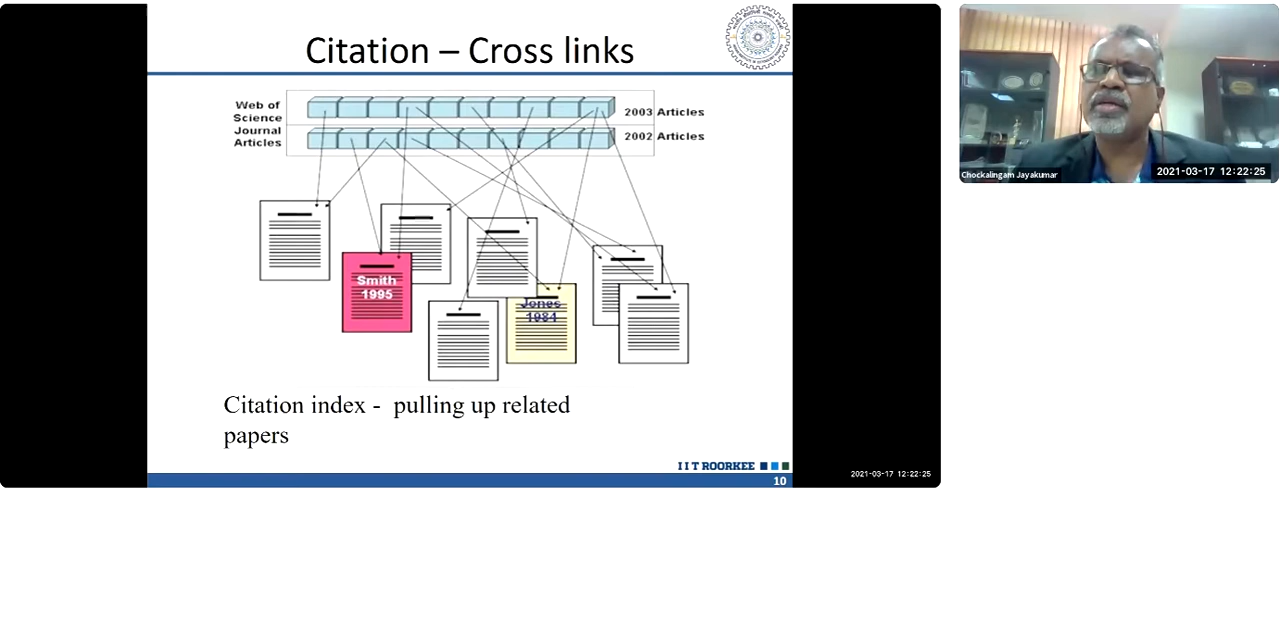 Citation – Cross links
Web of
Science
Journal
Articles
2003 Articles
2002 Articles
Smith
1995
Jones
1984
Citation index -  pulling up related
papers
IIT ROORKEE
10
2021-03-17 12:22:25
Chockalingam Jayakumar
2021-03-17 12:22:25